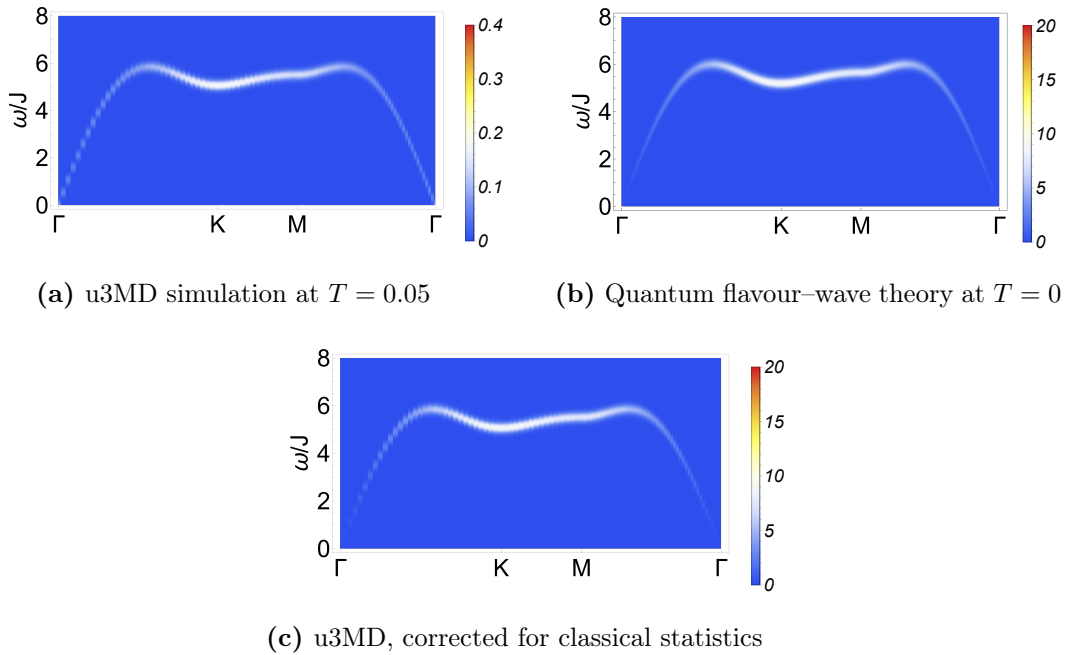 8
6
4
2
0
ω/J
Γ
K
M
Γ
0.4
0.3
0.2
0.1
0
(a) u3MD simulation at T = 0.05
8
6
4
2
0
ω/J
Γ
K
M
Γ
20
15
10
5
0
(b) Quantum flavour–wave theory at T = 0
8
6
4
2
0
ω/J
Γ
K
M
Γ
20
15
10
5
0
(c) u3MD, corrected for classical statistics